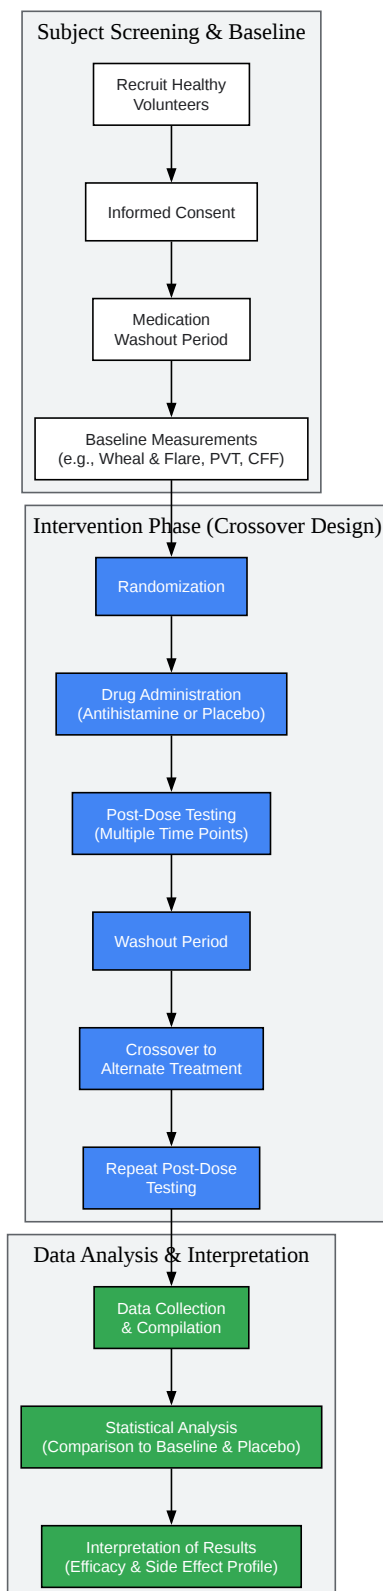 Subject Screening & Baseline
Recruit Healthy
Volunteers
Informed Consent
Medication
Washout Period
Baseline Measurements
(e.g., Wheal & Flare, PVT, CFF)
Intervention Phase (Crossover Design)
Randomization
Drug Administration
(Antihistamine or Placebo)
Post-Dose Testing
(Multiple Time Points)
Washout Period
Crossover to
Alternate Treatment
Repeat Post-Dose
Testing
Data Analysis & Interpretation
Data Collection
& Compilation
Statistical Analysis
(Comparison to Baseline & Placebo)
Interpretation of Results
(Efficacy & Side Effect Profile)